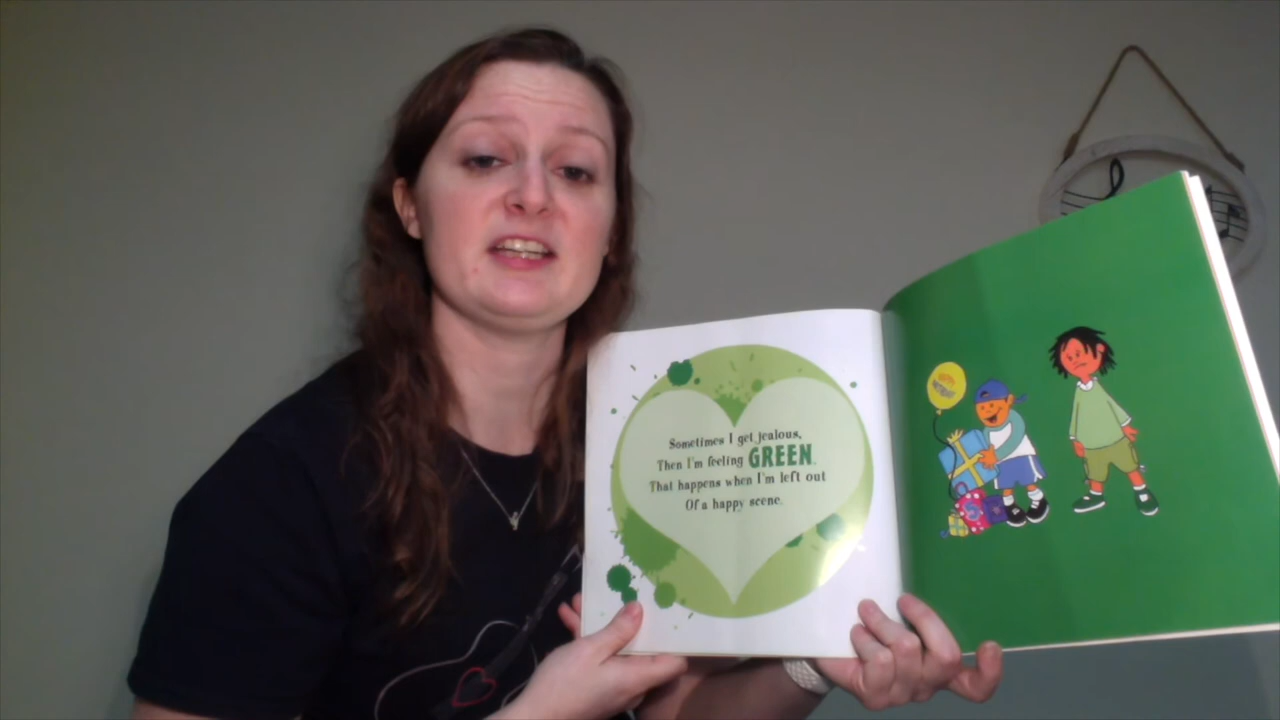 Sometimes I get jealous,
Then I'm feeling GREEN.
That happens when I'm left out
Of a happy scene.